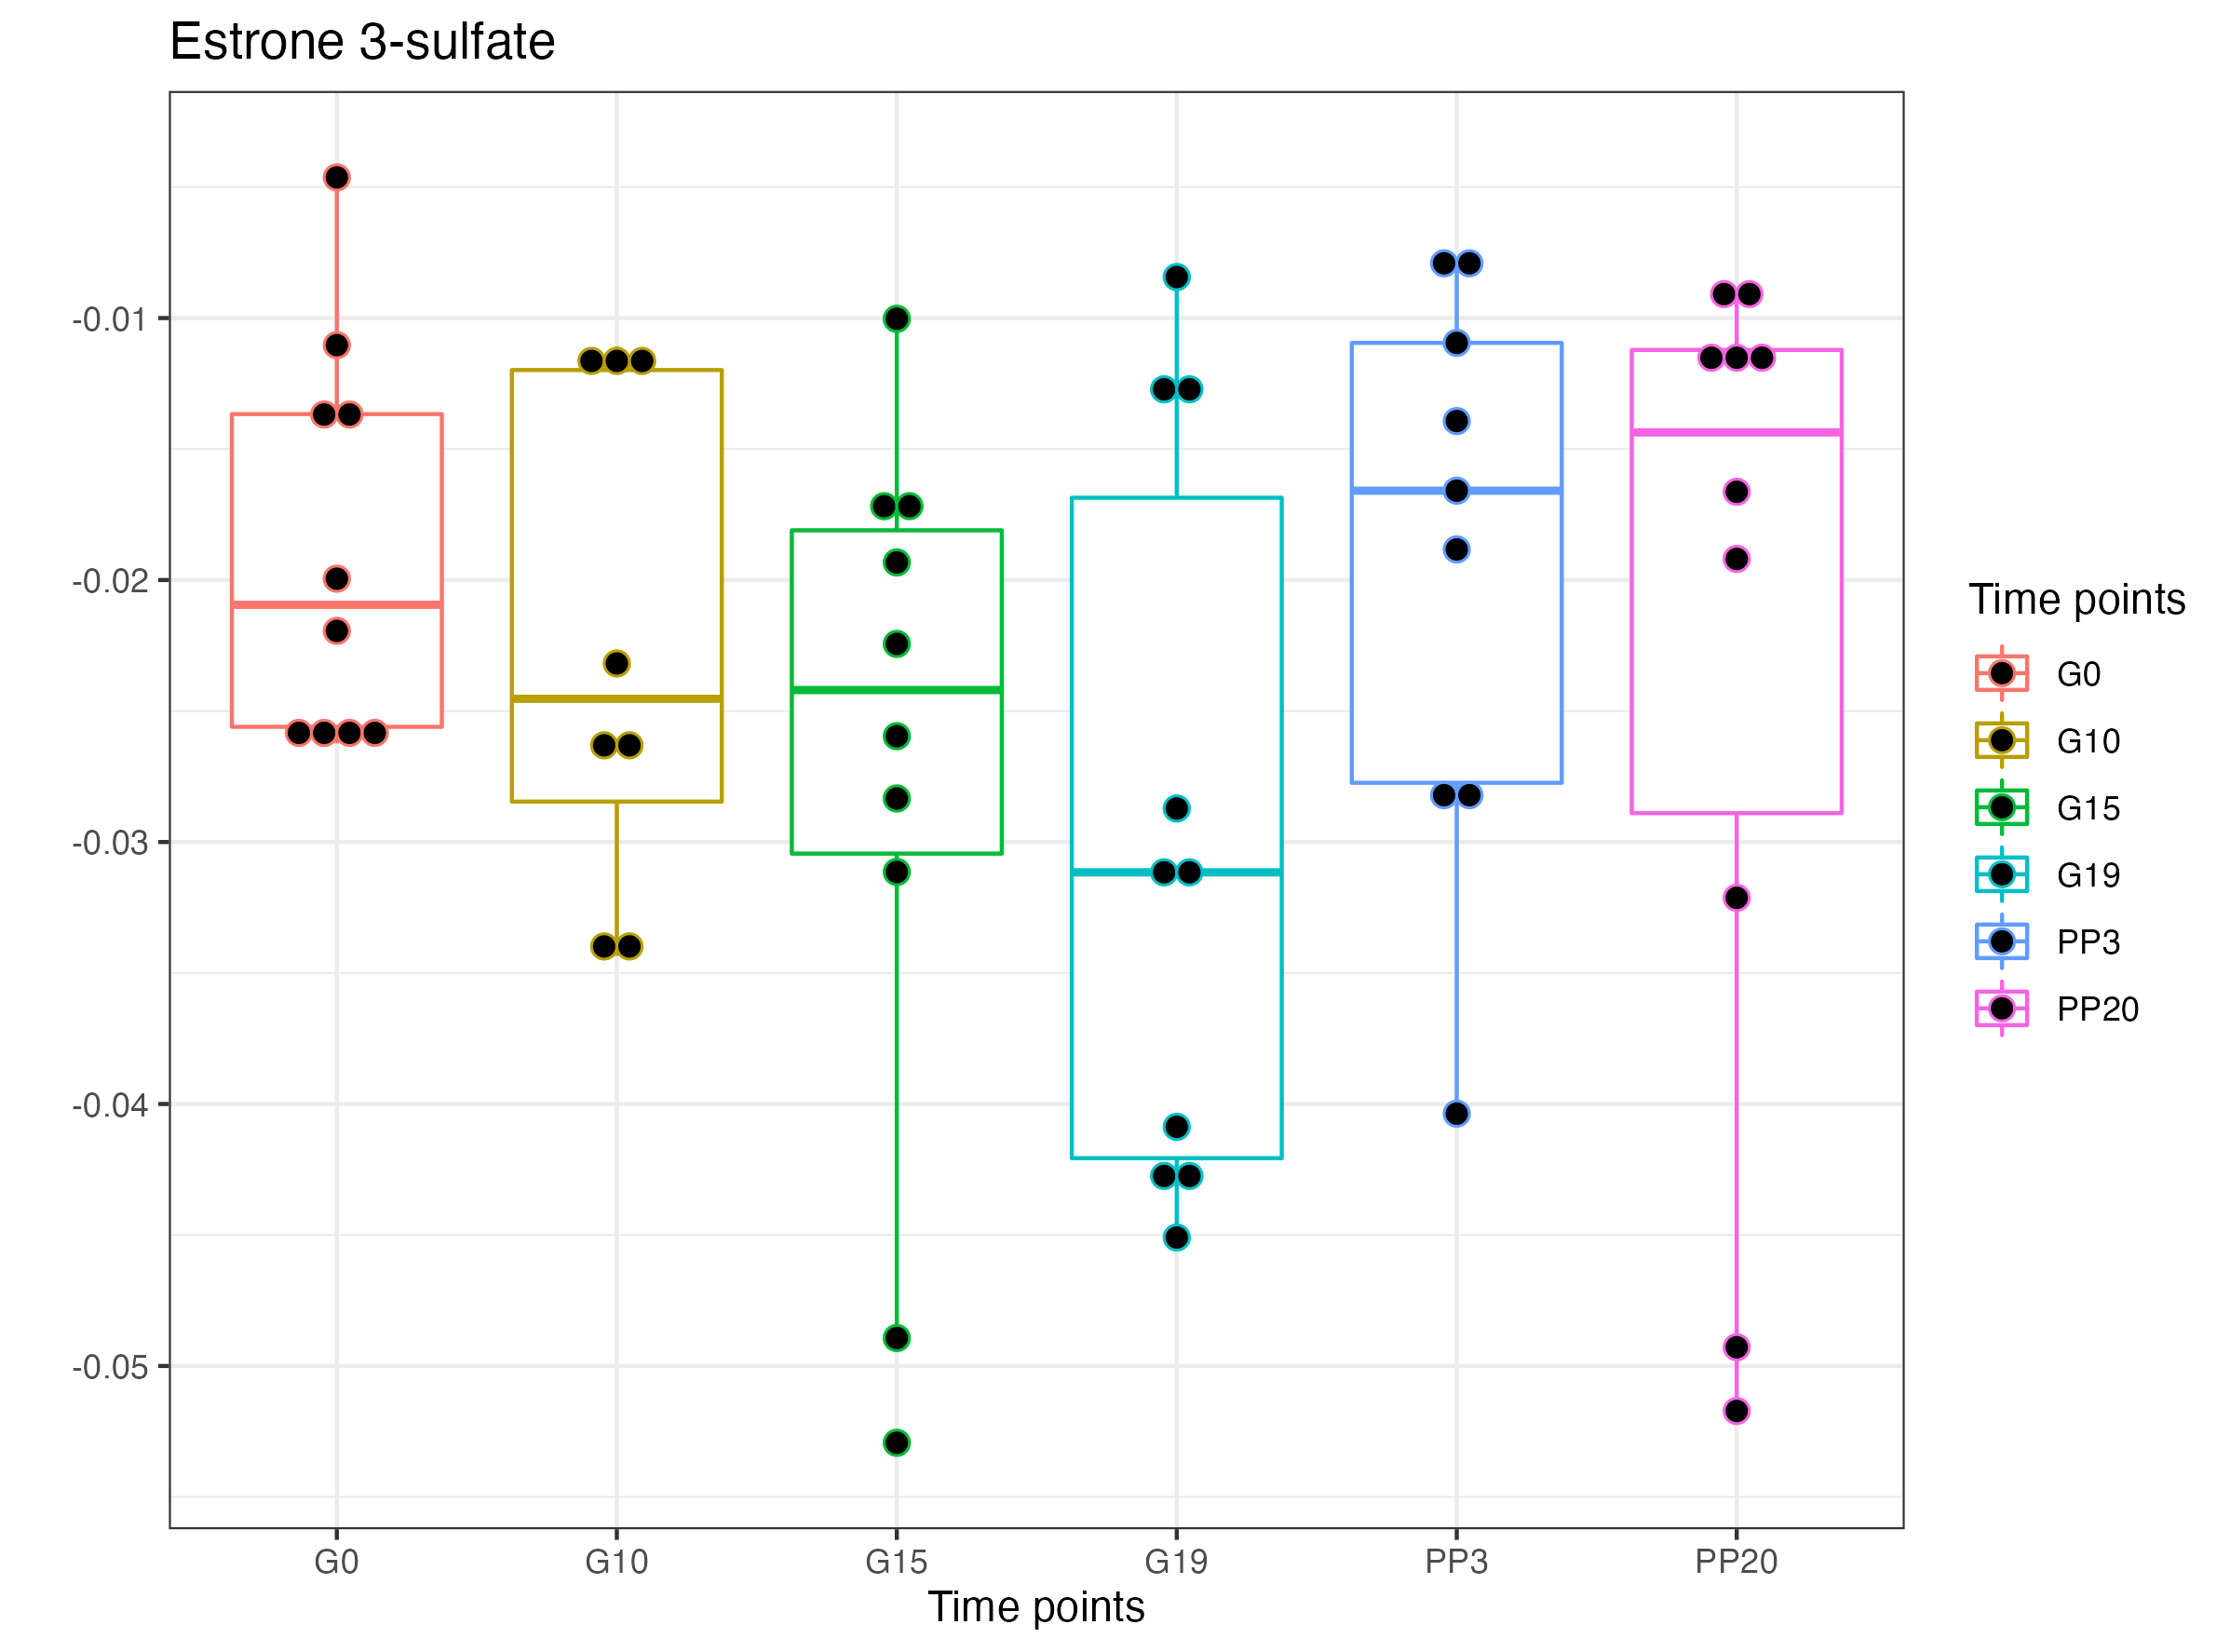 Estrone 3-sulfate
-0.01
-0.02
-0.03
-0.04
-0.05
G0 G10 G15 G19 PP3 PP20
Time points
Time points
G0
G10
G15
G19
PP3
PP20